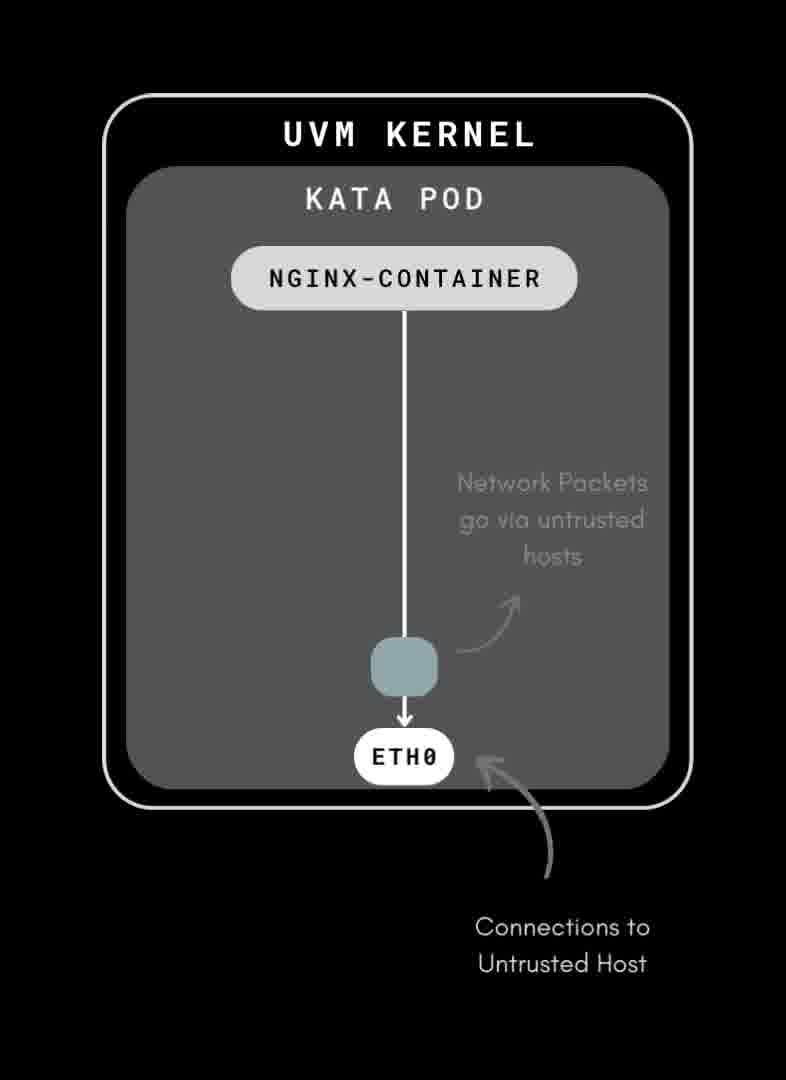 UVM KERNEL
KATA POD
NGINX-CONTAINER
Network Packets
go via untrusted
hosts
ETH0
Connections to
Untrusted Host